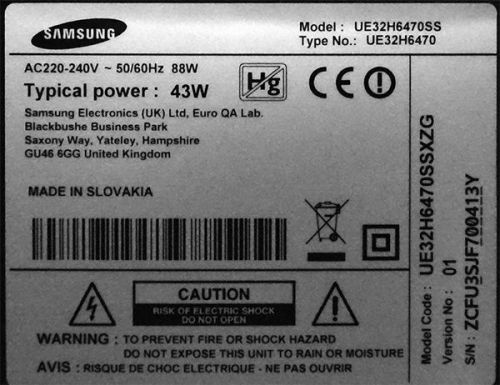 SAMSUNG
Model : UE32H6470SS
Type No.: UE32H6470
AC220-240V ~ 50/60Hz 88W
Typical power : 43W
Hg
CE
Samsung Electronics (UK) Ltd, Euro QA Lab.
Blackbushe Business Park
Saxony Way, Yateley, Hampshire
GU46 6GG United Kingdom
MADE IN SLOVAKIA
CAUTION
RISK OF ELECTRIC SHOCK
DO NOT OPEN
WARNING : TO PREVENT FIRE OR SHOCK HAZARD
DO NOT EXPOSE THIS UNIT TO RAIN OR MOISTURE
AVIS : RISQUE DE CHOC ELECTRIQUE - NE PAS OUVRIR
Model Code : UE32H6470SSXZG
Version No : 01
S/N : ZCFU3SJF700413Y